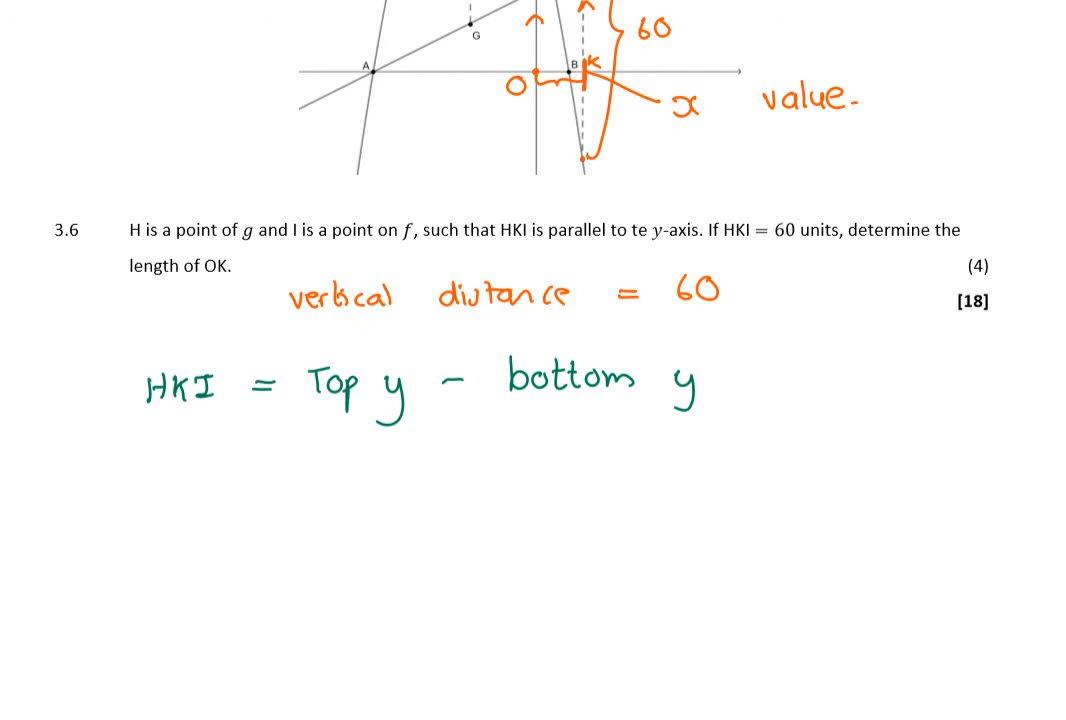 60
G
A
B K
O
x value.
3.6 H is a point of g and I is a point on f, such that HKI is parallel to te y-axis. If HKI = 60 units, determine the
length of OK. (4)
vertical distance = 60
[18]
HKI = Top y - bottom y